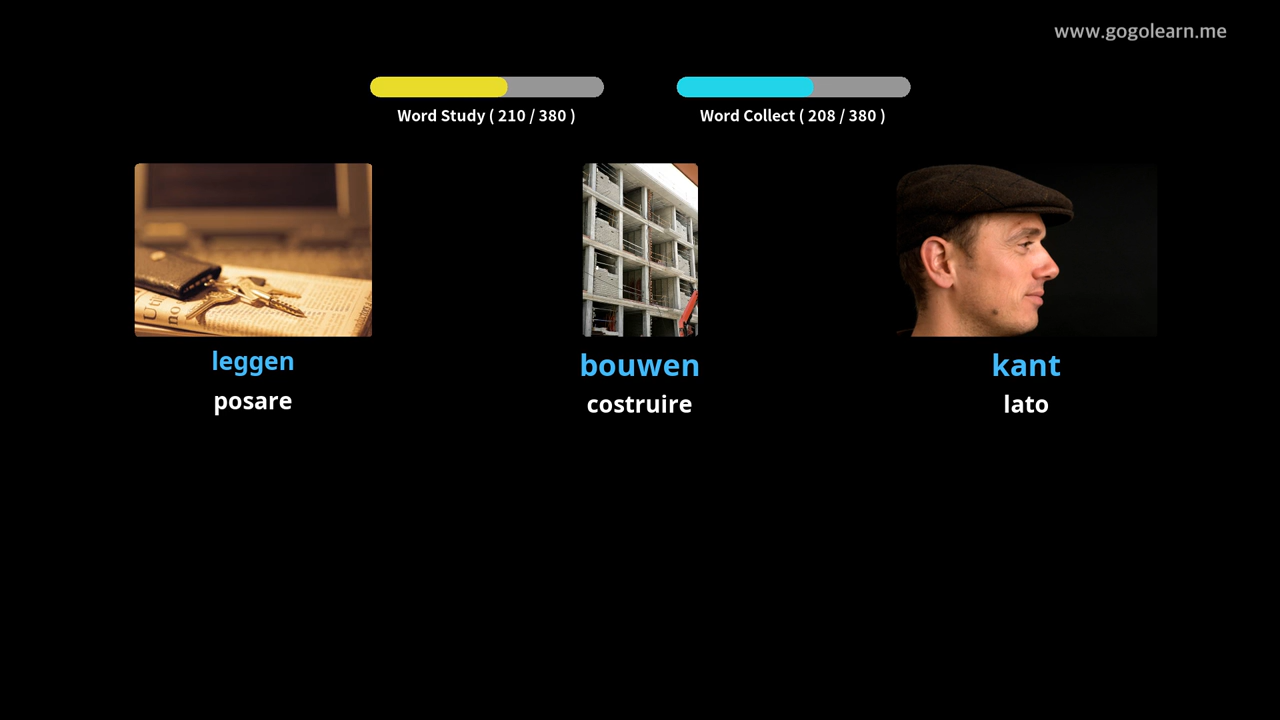 www.gogolearn.me
Word Study ( 210 / 380 )
Word Collect ( 208 / 380 )
leggen
posare
bouwen
costruire
kant
lato